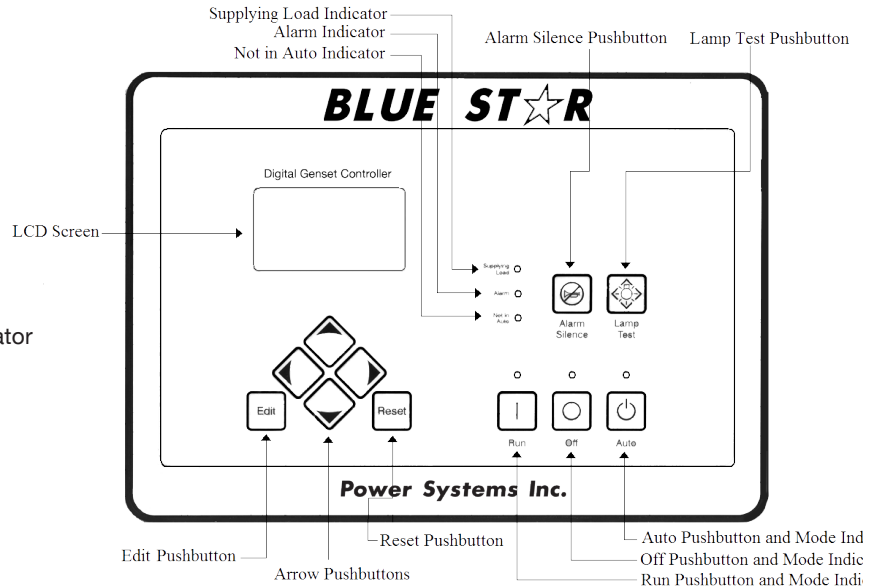 Supplying Load Indicator
Alarm Indicator
Not in Auto Indicator
Alarm Silence Pushbutton
Lamp Test Pushbutton
BLUE ST☆R
Digital Genset Controller
LCD Screen
Supplying
Load
Alarm
Not in
Auto
Alarm
Silence
Lamp
Test
ator
Edit
Reset
Run
Off
Auto
Power Systems Inc.
Reset Pushbutton
Edit Pushbutton
Arrow Pushbuttons
Auto Pushbutton and Mode Ind
Off Pushbutton and Mode Indic
Run Pushbutton and Mode Indi